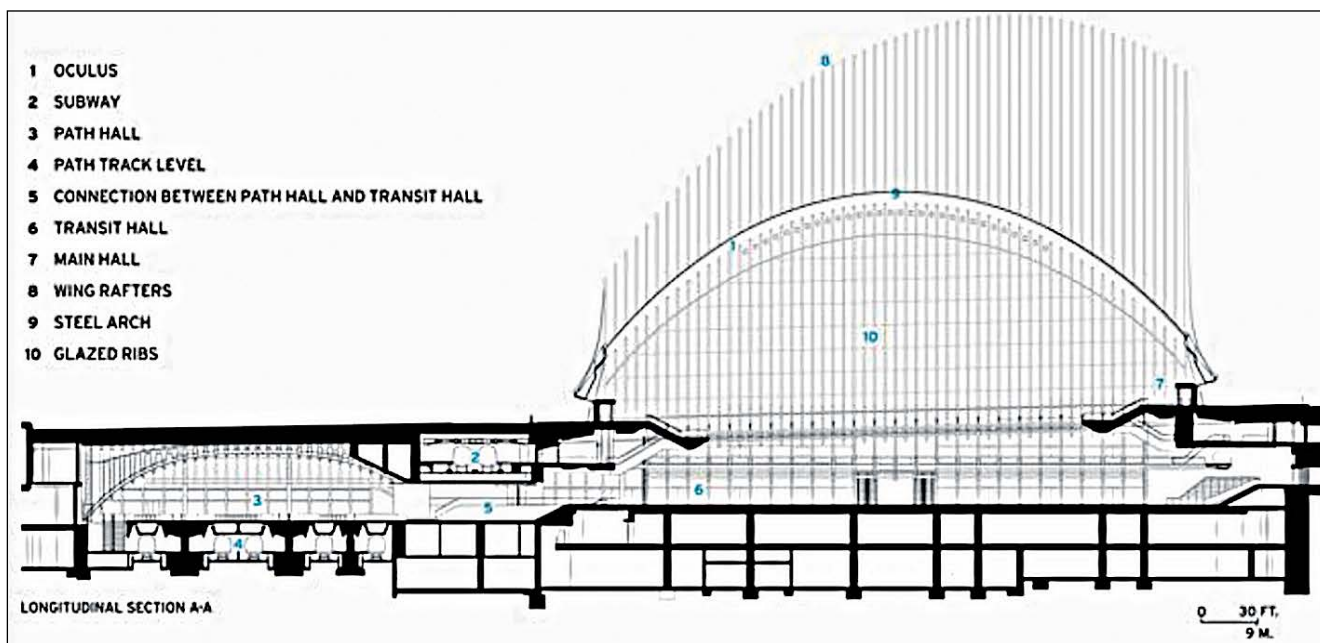 1 OCULUS
2 SUBWAY
3 PATH HALL
4 PATH TRACK LEVEL
5 CONNECTION BETWEEN PATH HALL AND TRANSIT HALL
6 TRANSIT HALL
7 MAIN HALL
8 WING RAFTERS
9 STEEL ARCH
10 GLAZED RIBS
8
9
1
10
7
2
6
3
5
4
LONGITUDINAL SECTION A-A
0 30 FT.
9 M.